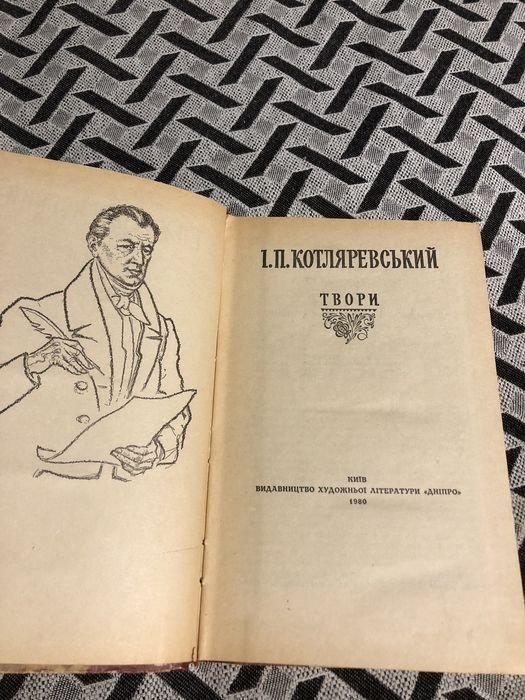 І.П.КОТЛЯРЕВСЬКИЙ
ТВОРИ
КИЇВ
ВИДАВНИЦТВО ХУДОЖНЬОЇ ЛІТЕРАТУРИ «ДНІПРО»
1980